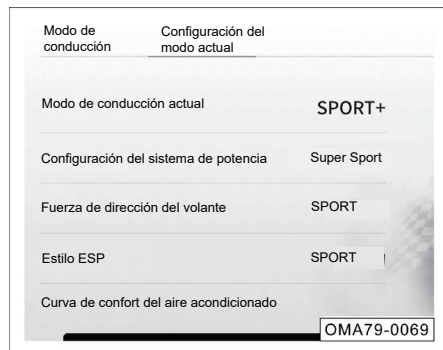 Modo de
conducción
Configuración del
modo actual
Modo de conducción actual
SPORT+
Configuración del sistema de potencia
Super Sport
Fuerza de dirección del volante
SPORT
Estilo ESP
SPORT
Curva de confort del aire acondicionado
OMA79-0069